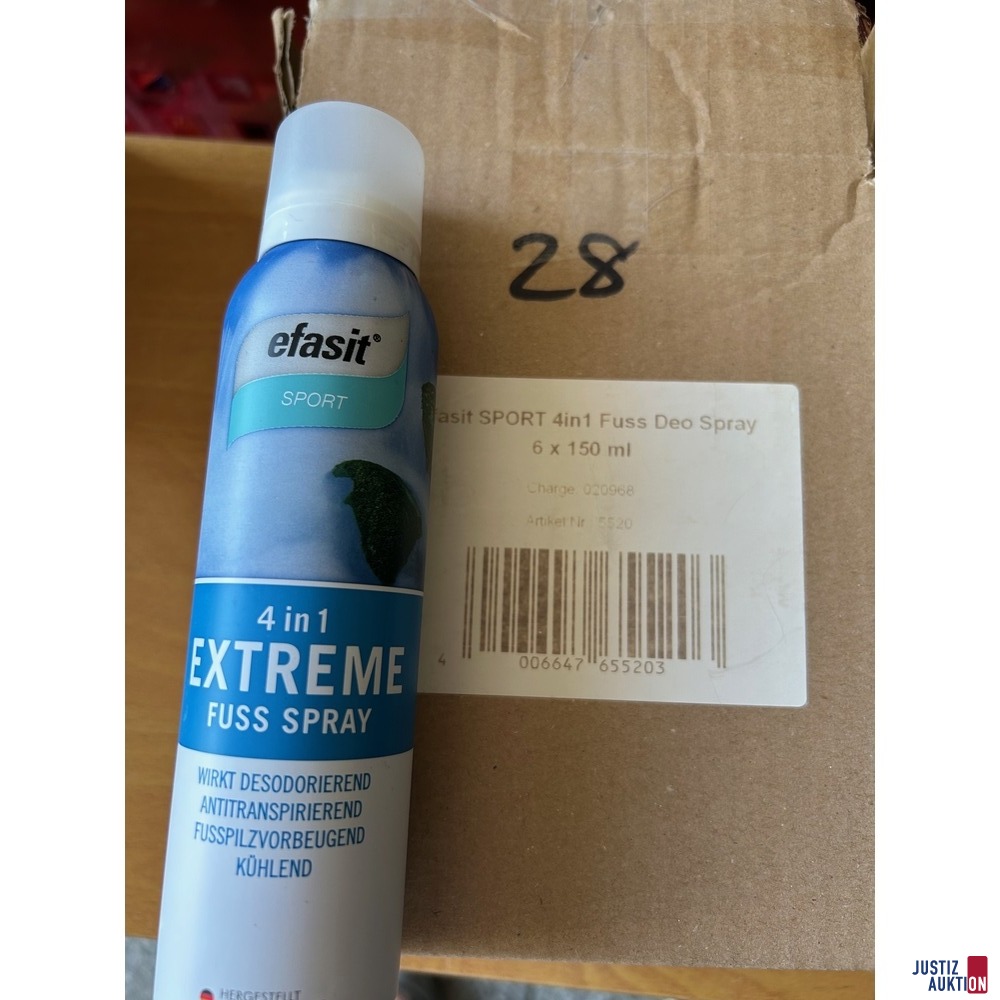 28
efasit®
SPORT
4 in 1
EXTREME
FUSS SPRAY
WIRKT DESODORIEREND
ANTITRANSPIRIEREND
FUSSPILZVORBEUGEND
KÜHLEND
HERGESTELLT
asit SPORT 4in1 Fuss Deo Spray
6 x 150 ml
Charge: 020968
Artikel Nr.: 5520
4 006647 655203
JUSTIZ
AUKTION